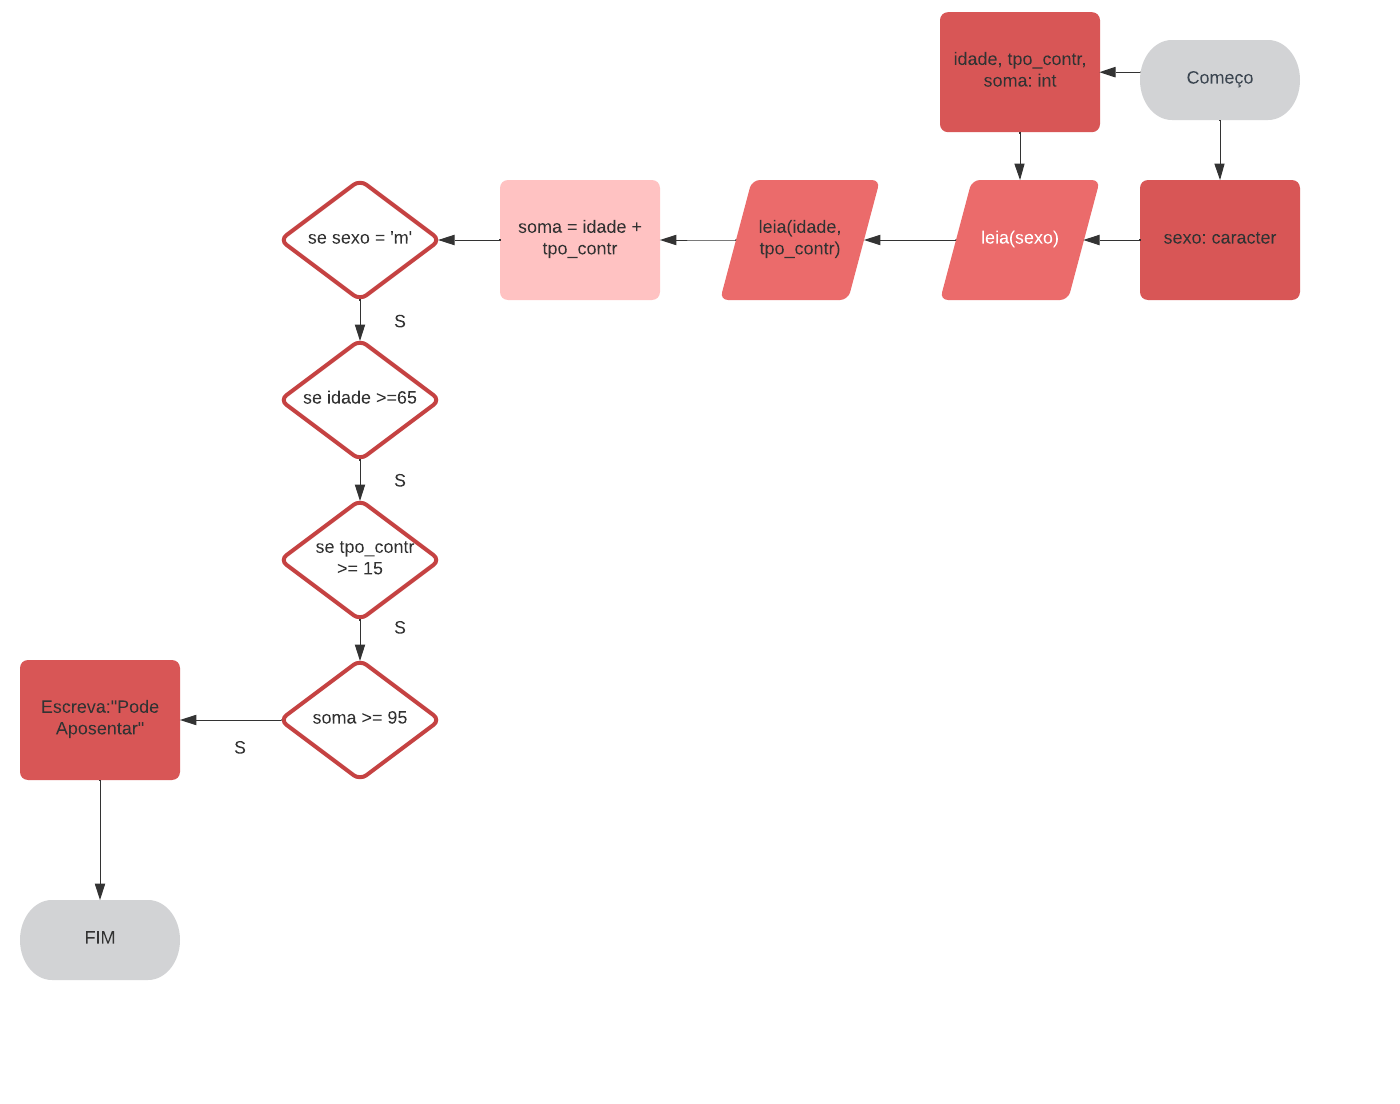 Começo
idade, tpo_contr,
soma: int
sexo: caracter
leia(sexo)
leia(idade,
tpo_contr)
soma = idade +
tpo_contr
se sexo = 'm'
S
se idade >=65
S
se tpo_contr
>= 15
S
soma >= 95
S
Escreva:"Pode
Aposentar"
FIM